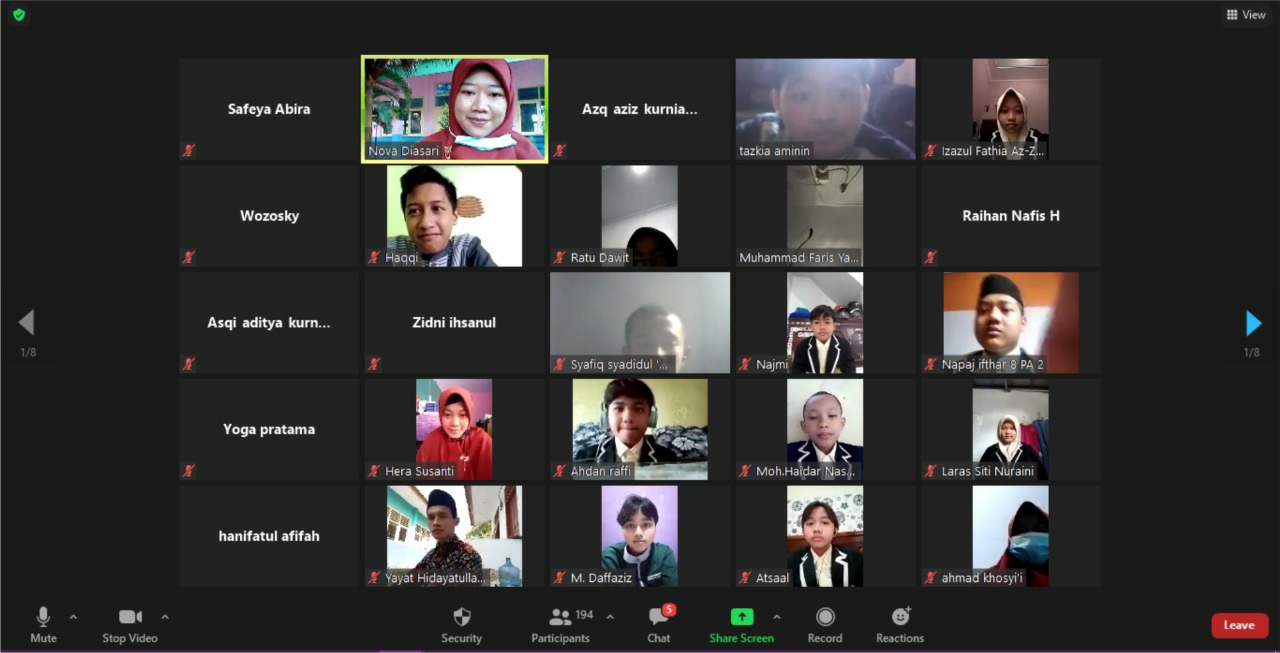 View
Safeya Abira
Nova Diasari
Azq aziz kurnia...
tazkia aminin
Izazul Fathia Az-Z...
Wozosky
Haqqi
Ratu Dawit
Muhammad Faris Ya...
Raihan Nafis H
Asqi aditya kurn...
Zidni ihsanul
Syafiq syadidul '...
Najmi
Napaj ifthar 8 PA 2
1/8
1/8
Yoga pratama
Hera Susanti
Ahdan raffi
Moh.Haidar Nas...
Laras Siti Nuraini
hanifatul afifah
Yayat Hidayatulla...
M. Daffaziz
Atsaal
ahmad khosyi'i
Mute
Stop Video
Security
Participants
194
Chat
5
Share Screen
Record
Reactions
Leave